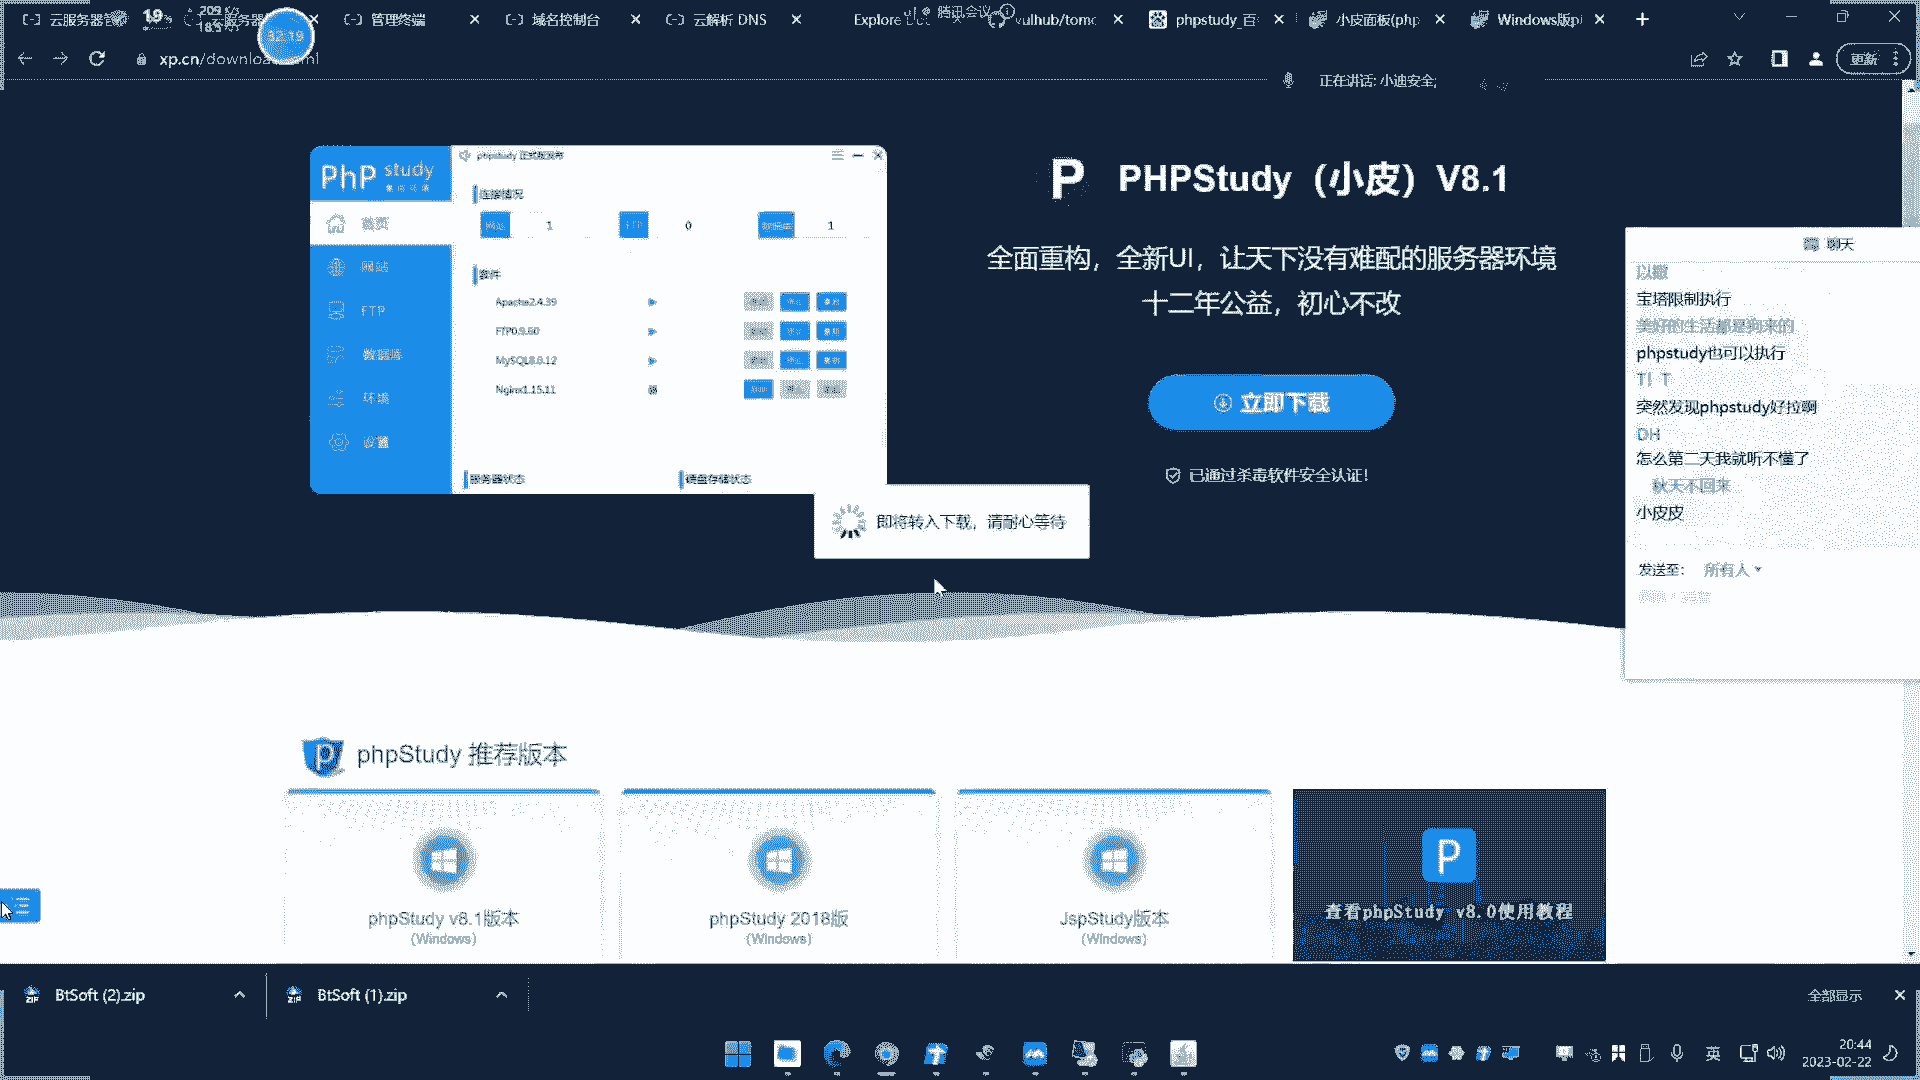 云服务器管
管理终端
域名控制台
云解析 DNS
Explore
腾讯会议
vulhub/tomc
phpstudy_百
小皮面板(php
Windows版pl
32:19
xp.cn/download
更新
正在讲话: 小迪安全;
PhP study
phpstudy 正式版发布
首页
网站
FTP
数据库
环境
设置
连接情况
网站 1
FTP 0
数据库 1
套件
Apache2.4.39
FTP0.9.60
MySQL8.0.12
Nginx1.15.11
服务器状态
硬盘存储状态
PHPStudy（小皮）V8.1
全面重构，全新UI，让天下没有难配的服务器环境
十二年公益，初心不改
立即下载
已通过杀毒软件安全认证！
即将转入下载，请耐心等待
聊天
以撒
宝塔限制执行
美好的生活都是狗来的
phpstudy也可以执行
T! T
突然发现phpstudy好拉啊
DH
怎么第二天我就听不懂了
秋天不回来
小皮皮
发送至: 所有人
phpStudy 推荐版本
phpStudy v8.1版本
(Windows)
phpStudy 2018版
(Windows)
JspStudy版本
(Windows)
查看phpStudy v8.0使用教程
BtSoft (2).zip
BtSoft (1).zip
全部显示
英
20:44
2023-02-22